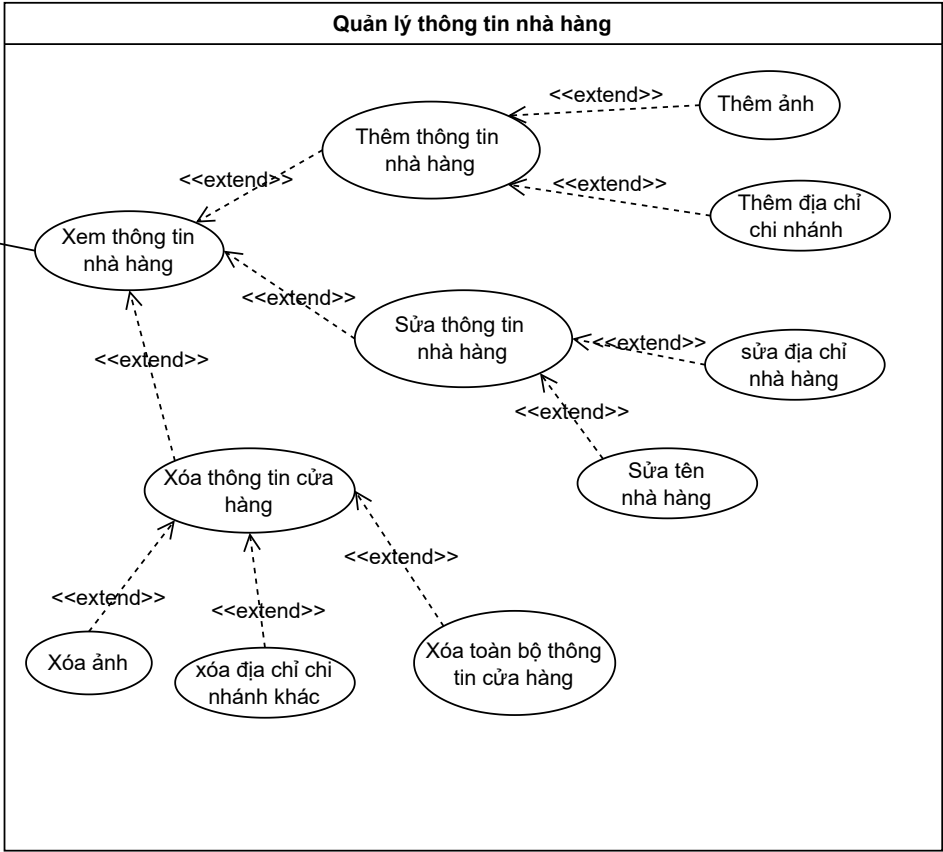 Quản lý thông tin nhà hàng
<<extend>>
Thêm ảnh
Thêm thông tin
nhà hàng
<<extend>>
<<extend>>
Thêm địa chỉ
chi nhánh
Xem thông tin
nhà hàng
<<extend>>
Sửa thông tin
nhà hàng
<<extend>>
sửa địa chỉ
nhà hàng
<<extend>>
<<extend>>
Sửa tên
nhà hàng
Xóa thông tin cửa
hàng
<<extend>>
<<extend>>
<<extend>>
Xóa ảnh
xóa địa chỉ chi
nhánh khác
Xóa toàn bộ thông
tin cửa hàng